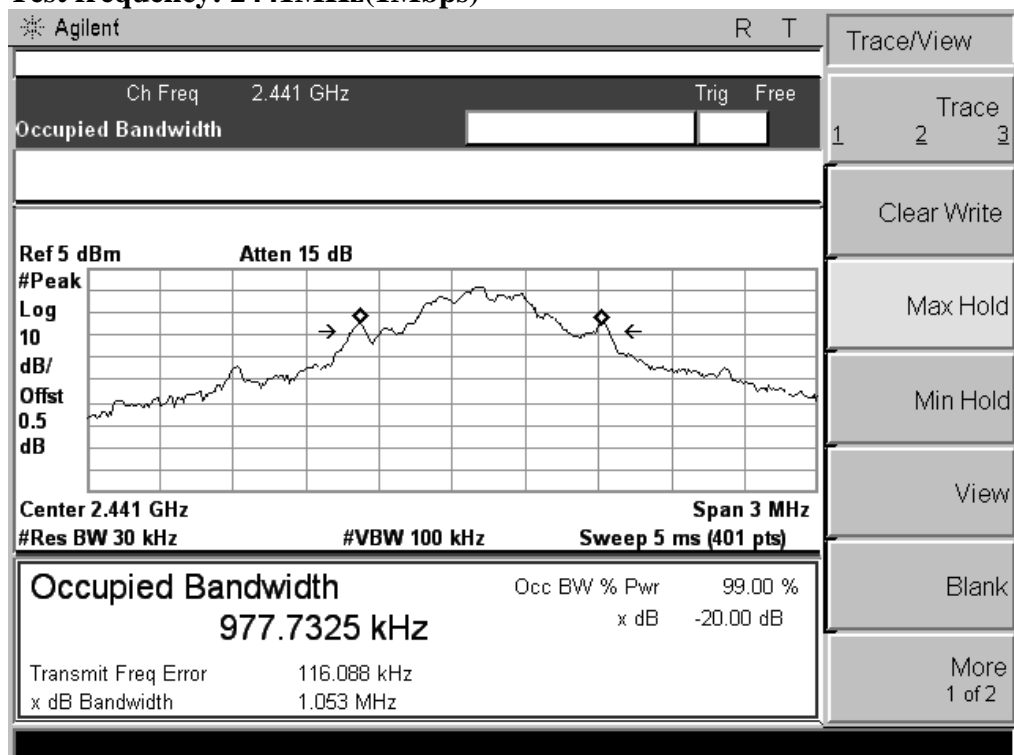 Test frequency: 2441MHz(1Mbps)
Agilent R T
Trace/View
Ch Freq 2.441 GHz Trig Free
Occupied Bandwidth
Trace
1 2 3
Clear Write
Ref 5 dBm Atten 15 dB
#Peak
Log
10
dB/
Offst
0.5
dB
Max Hold
Min Hold
Center 2.441 GHz Span 3 MHz
#Res BW 30 kHz #VBW 100 kHz Sweep 5 ms (401 pts)
View
Occupied Bandwidth Occ BW % Pwr 99.00 %
977.7325 kHz x dB -20.00 dB
Blank
Transmit Freq Error 116.088 kHz
x dB Bandwidth 1.053 MHz
More
1 of 2